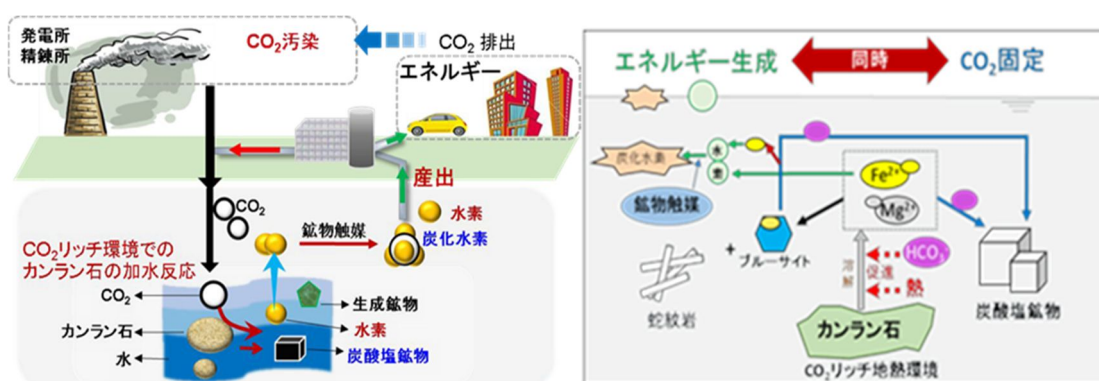 発電所
精錬所
CO₂汚染
CO₂ 排出
エネルギー
産出
CO₂
水素
鉱物触媒
炭化水素
CO₂リッチ環境での
カンラン石の加水反応
CO₂
カンラン石
水
生成鉱物
水素
炭酸塩鉱物
エネルギー生成
同時
CO₂固定
炭化水素
水
素
鉱物触媒
Fe²⁺
Mg²⁺
+
ブルーサイト
HCO₃⁻
溶解
促進
熱
蛇紋岩
炭酸塩鉱物
カンラン石
CO₂リッチ地熱環境